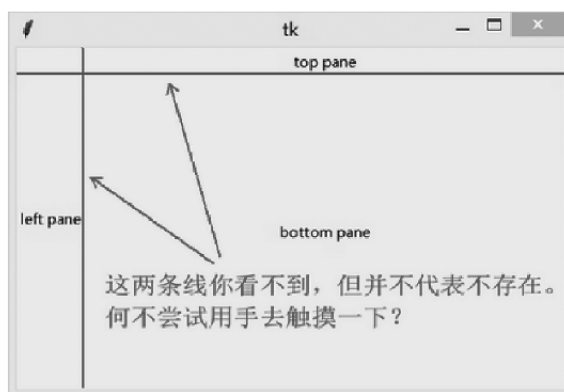 tk
top pane
left pane
bottom pane
这两条线你看不到，但并不代表不存在。
何不尝试用手去触摸一下？